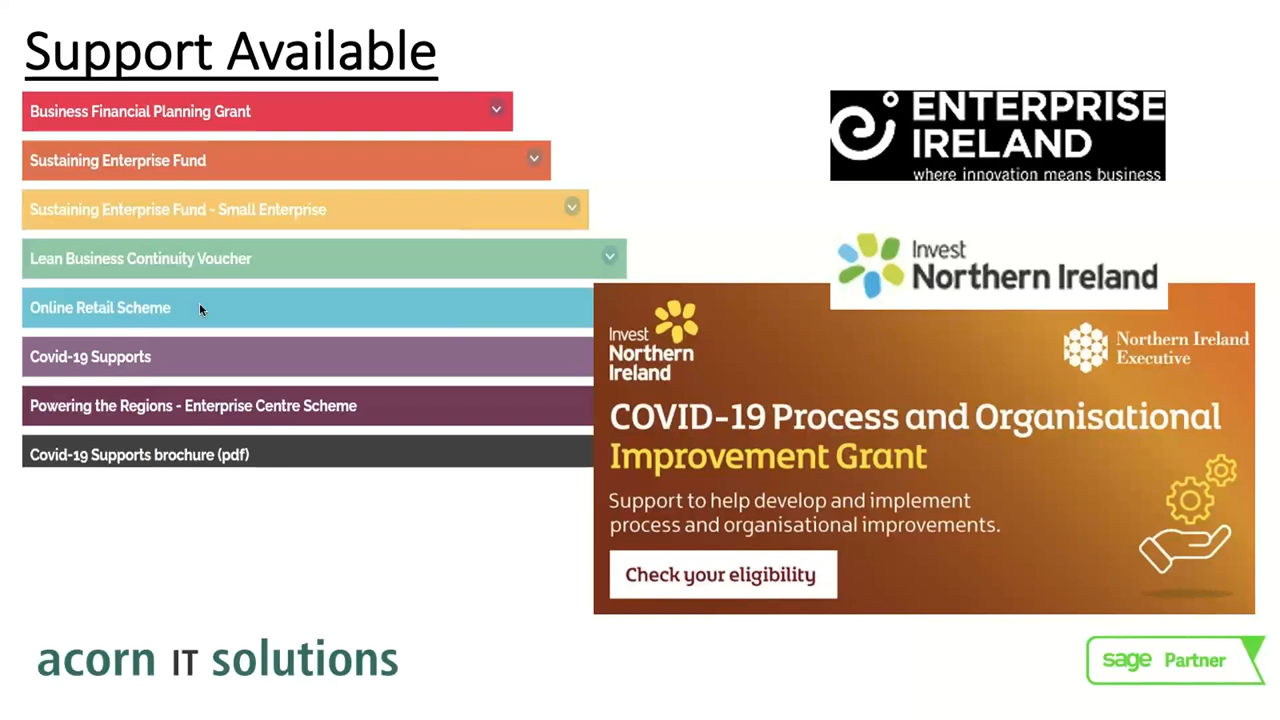 Support Available
Business Financial Planning Grant
Sustaining Enterprise Fund
Sustaining Enterprise Fund - Small Enterprise
Lean Business Continuity Voucher
Online Retail Scheme
Covid-19 Supports
Powering the Regions - Enterprise Centre Scheme
Covid-19 Supports brochure (pdf)
ENTERPRISE
IRELAND
where innovation means business
Invest
Northern Ireland
Invest
Northern
Ireland
Northern Ireland
Executive
COVID-19 Process and Organisational
Improvement Grant
Support to help develop and implement
process and organisational improvements.
Check your eligibility
acorn IT solutions
sage Partner